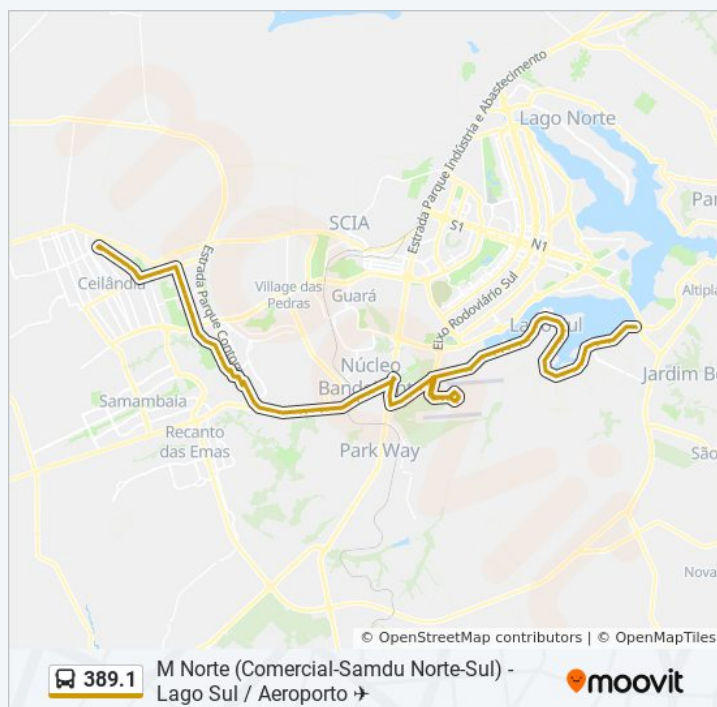 Estrada Parque Indústria e Abastecimento
Lago Norte
SCIA
S1
N1
Ceilândia
Estrada Parque Contorno
Village das
Pedras
Guará
Eixo Rodoviário Sul
Lago Sul
Altipla
Núcleo
Jardim Bo
Samambaia
Recanto
das Emas
Park Way
São
Nova
© OpenStreetMap contributors | © OpenMapTiles
389.1
M Norte (Comercial-Samdu Norte-Sul) -
Lago Sul / Aeroporto ✈
moovit